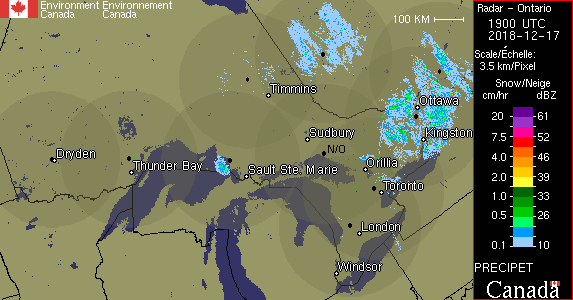 Environment Environnement
Canada Canada
100 KM
Timmins
Ottawa
Sudbury
Kingston
N/O
Dryden
Thunder Bay
Sault Ste. Marie
Orillia
Toronto
London
Windsor
Radar - Ontario
1900 UTC
2018-12-17
Scale/Échelle:
3.5 km/Pixel
Snow/Neige
cm/hr dBZ
20 61
7.5 52
4.0 46
2.0 39
1.0 33
0.5 26
0.1 10
PRECIPET
Canada